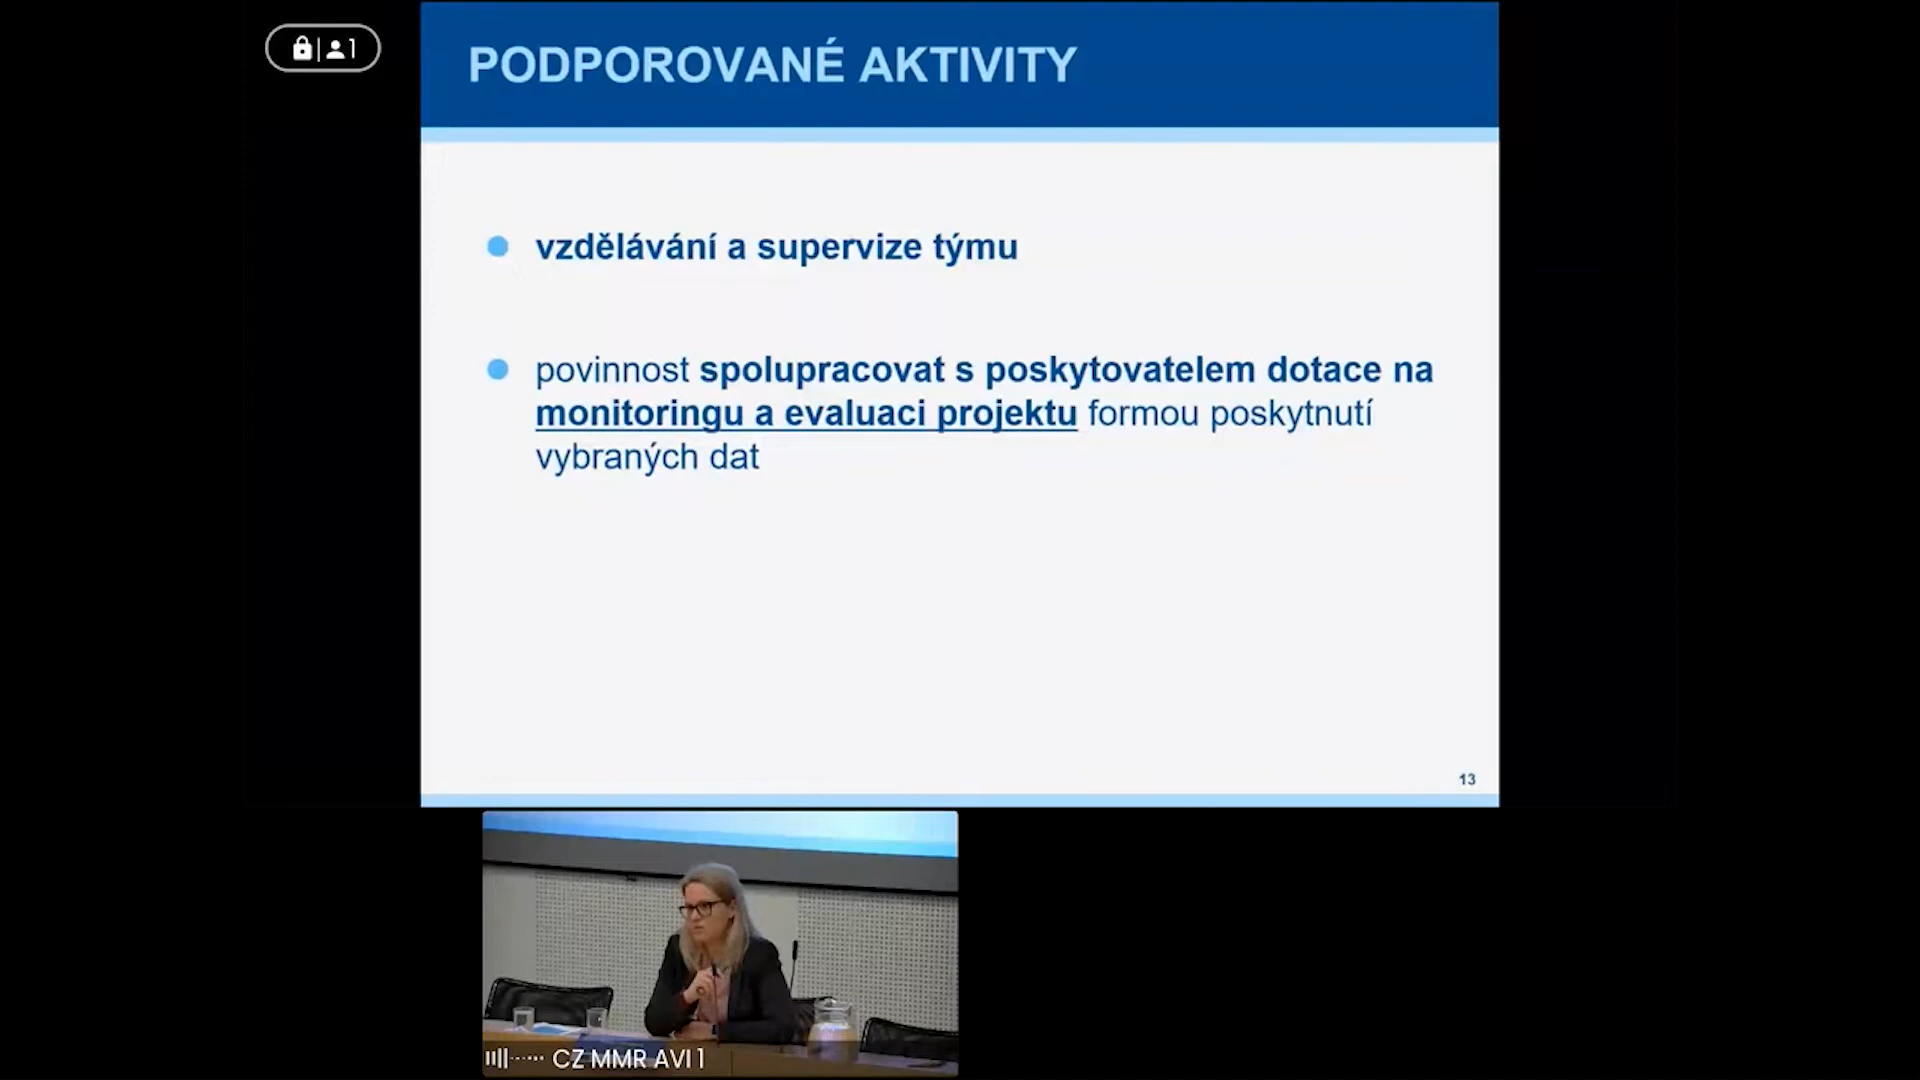 1
PODPOROVANÉ AKTIVITY
vzdělávání a supervize týmu
povinnost spolupracovat s poskytovatelem dotace na
monitoringu a evaluaci projektu formou poskytnutí
vybraných dat
13
CZ MMR AVI 1